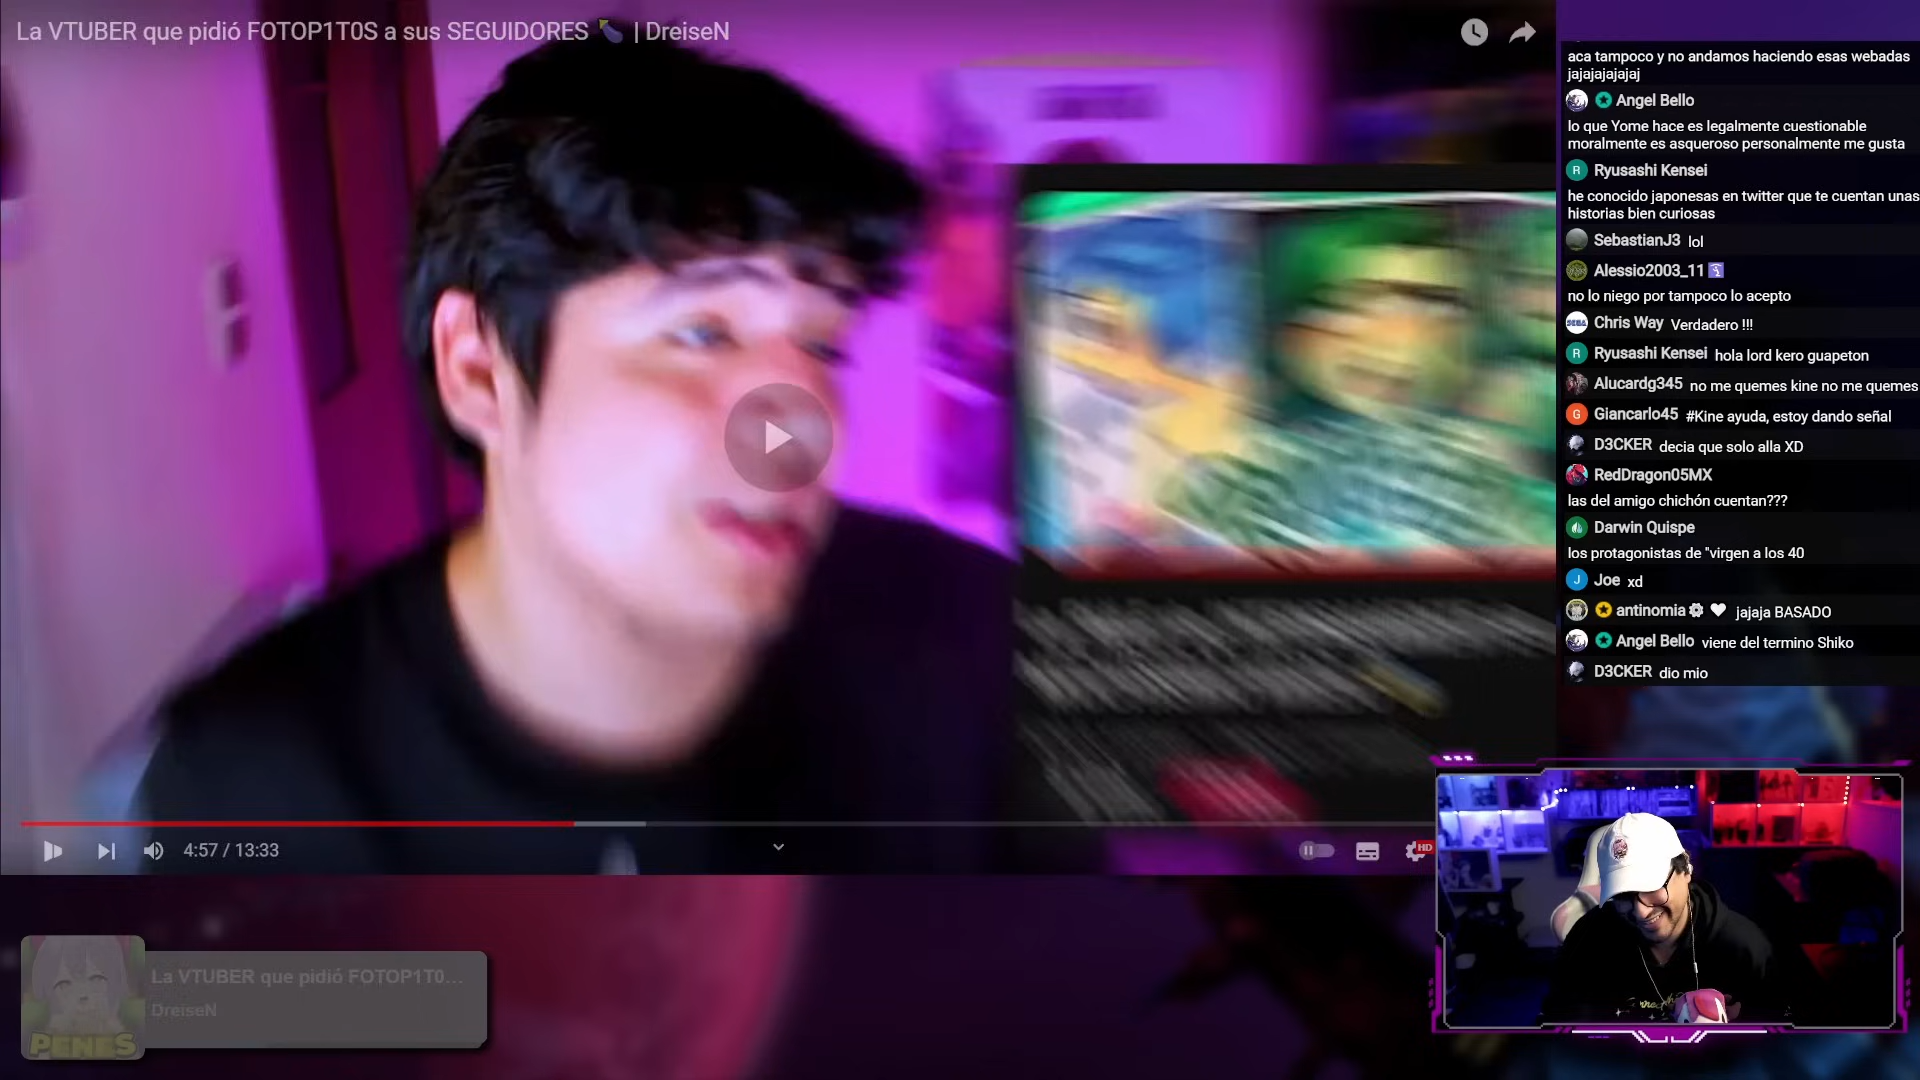 La VTUBER que pidió FOTOP1T0S a sus SEGUIDORES 🍆 | DreiseN
aca tampoco y no andamos haciendo esas webadas
jajajajajajaj
Angel Bello
lo que Yome hace es legalmente cuestionable
moralmente es asqueroso personalmente me gusta
R Ryusashi Kensei
he conocido japonesas en twitter que te cuentan unas
historias bien curiosas
SebastianJ3 lol
Alessio2003_11
no lo niego por tampoco lo acepto
SEGA Chris Way Verdadero !!!
R Ryusashi Kensei hola lord kero guapeton
Alucardg345 no me quemes kine no me quemes
G Giancarlo45 #Kine ayuda, estoy dando señal
D3CKER decia que solo alla XD
RedDragon05MX
las del amigo chichón cuentan???
Darwin Quispe
los protagonistas de "virgen a los 40
J Joe xd
antinomia jajaja BASADO
Angel Bello viene del termino Shiko
D3CKER dio mio
4:57 / 13:33
HD
La VTUBER que pidió FOTOP1T0...
DreiseN
PENES